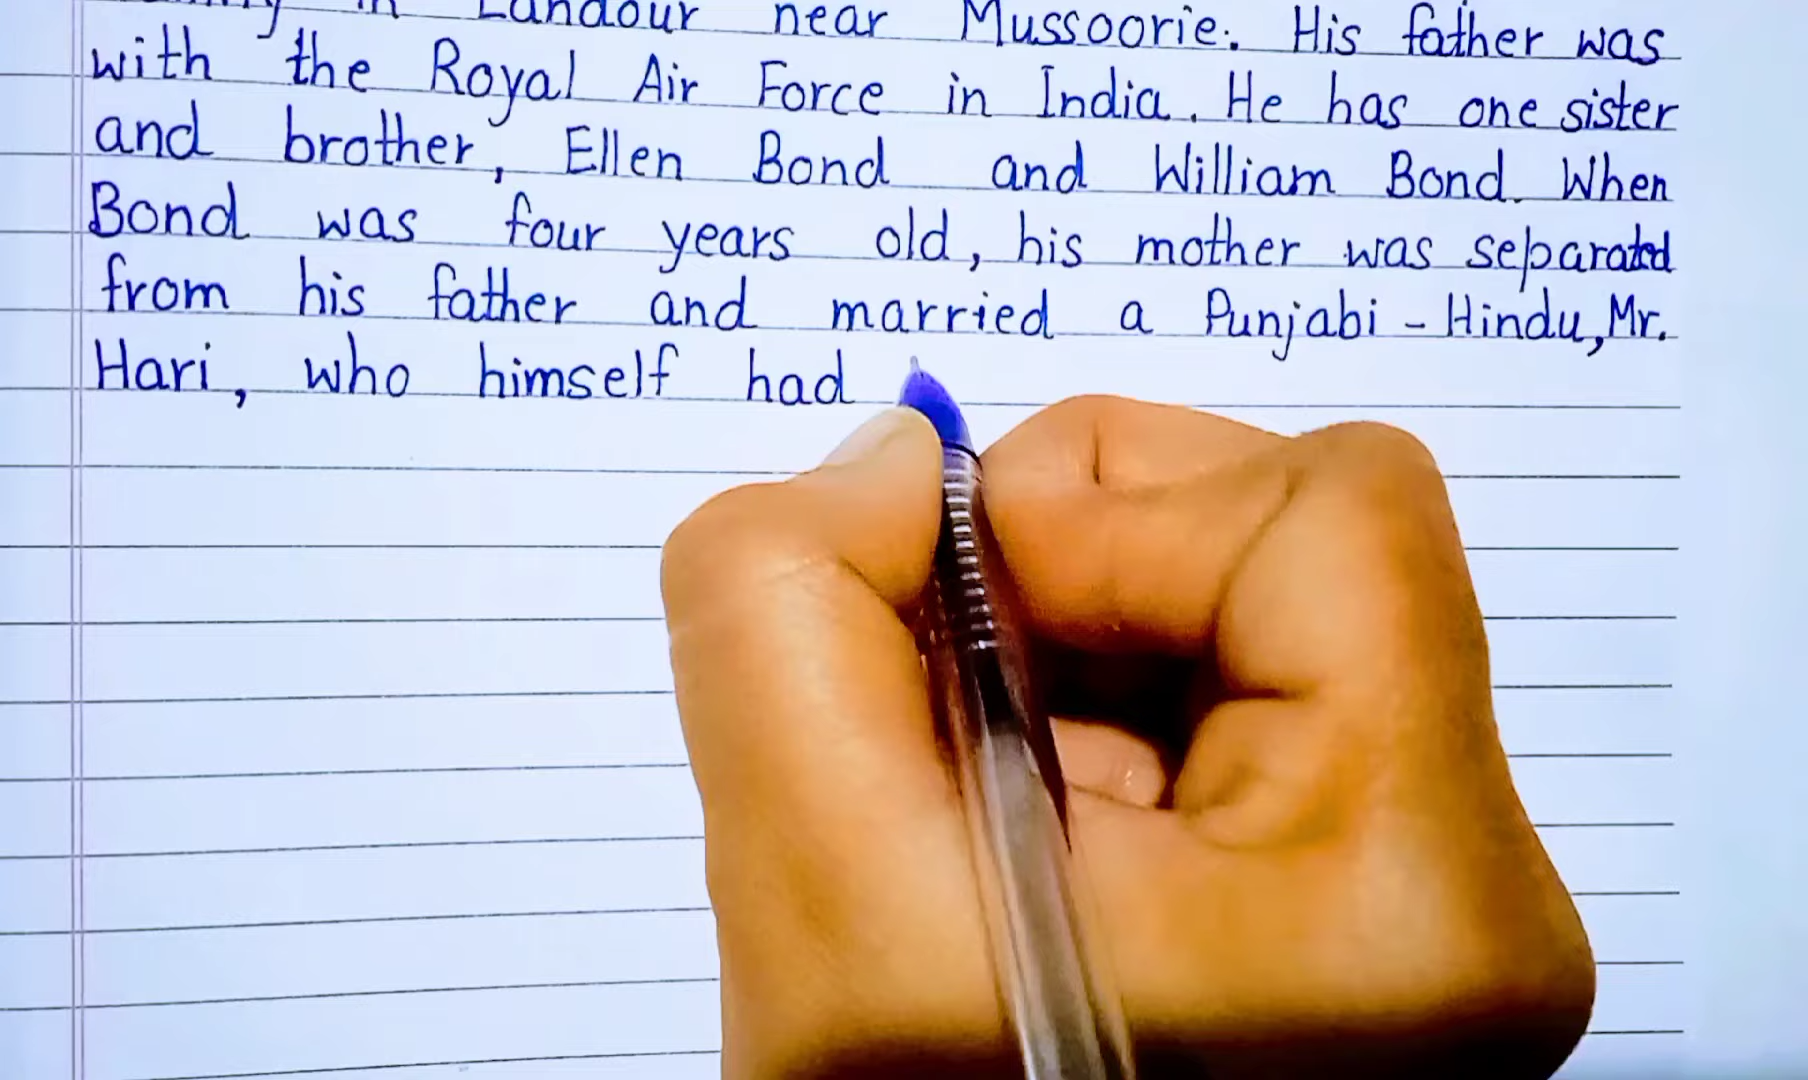 in Landour near Mussoorie. His father was
with the Royal Air Force in India. He has one sister
and brother, Ellen Bond and William Bond. When
Bond was four years old, his mother was separated
from his father and married a Punjabi - Hindu, Mr.
Hari, who himself had